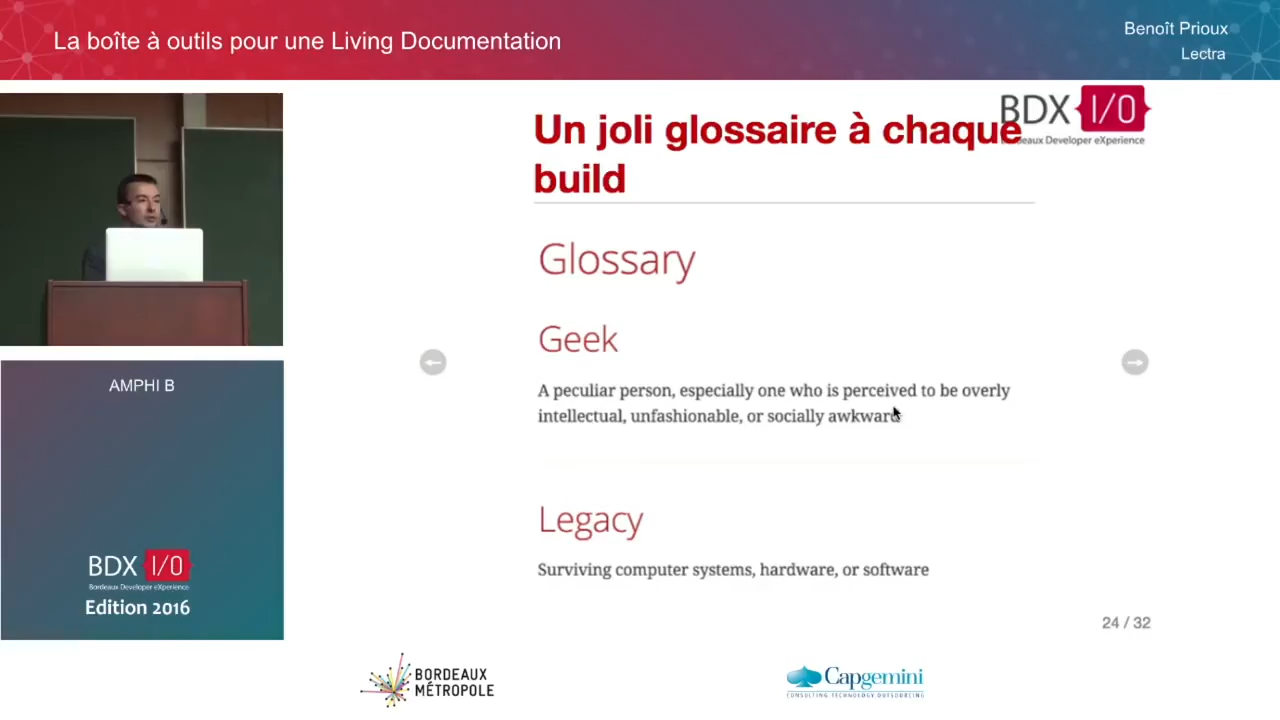 La boîte à outils pour une Living Documentation
Benoît Prioux
Lectra
BDX I/O
Bordeaux Developer eXperience
Un joli glossaire à chaque
build
Glossary
Geek
A peculiar person, especially one who is perceived to be overly
intellectual, unfashionable, or socially awkward
Legacy
Surviving computer systems, hardware, or software
24 / 32
AMPHI B
BDX I/O
Bordeaux Developer eXperience
Edition 2016
BORDEAUX
MÉTROPOLE
Capgemini
CONSULTING.TECHNOLOGY.OUTSOURCING